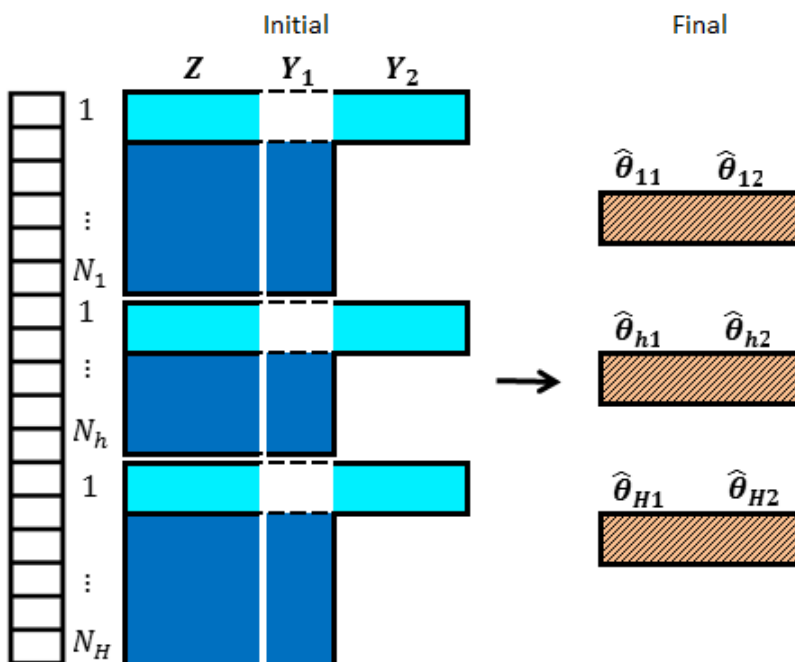 Initial Final
Z Y₁ Y₂
1
⋮
N₁
θ̂₁₁ θ̂₁₂
1
⋮
N_h
θ̂_h1 θ̂_h2
1
⋮
N_H
θ̂_H1 θ̂_H2